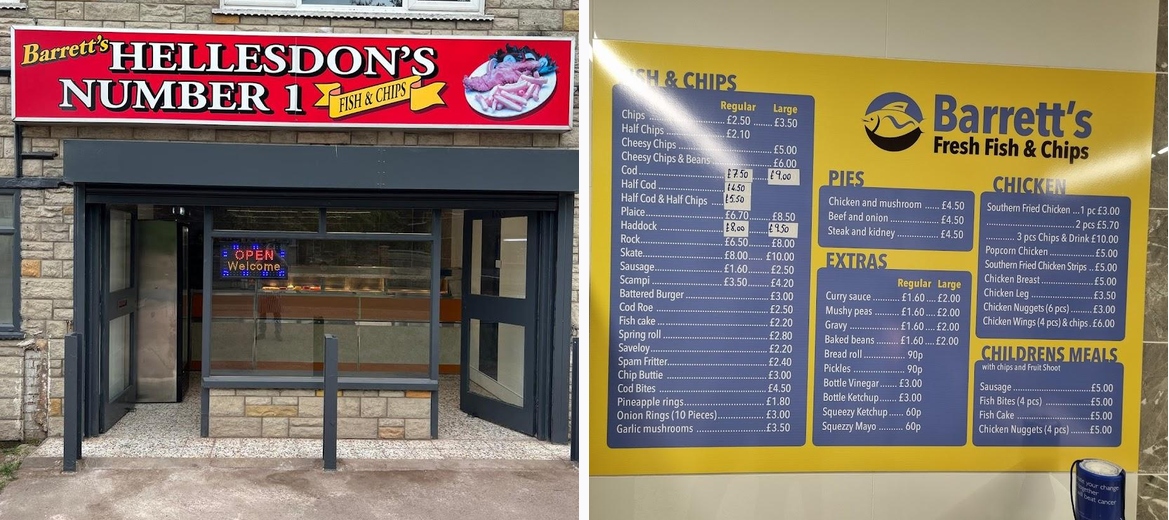 Barrett's HELLESDON'S
NUMBER 1 FISH & CHIPS
OPEN
Welcome
FISH & CHIPS
Regular Large
Chips £2.50 £3.50
Half Chips £2.10
Cheesy Chips £5.00
Cheesy Chips & Beans £6.00
Cod £7.50 £9.00
Half Cod £4.50
Half Cod & Half Chips £5.50
Plaice £6.70 £8.50
Haddock £8.00 £9.50
Rock £6.50 £8.00
Skate £8.00 £10.00
Sausage £1.60 £2.50
Scampi £3.50 £4.20
Battered Burger £3.00
Cod Roe £2.50
Fish cake £2.20
Spring roll £2.80
Saveloy £2.20
Spam Fritter £2.40
Chip Buttie £3.00
Cod Bites £4.50
Pineapple rings £1.80
Onion Rings (10 Pieces) £3.00
Garlic mushrooms £3.50
Barrett's
Fresh Fish & Chips
PIES
Chicken and mushroom £4.50
Beef and onion £4.50
Steak and kidney £4.50
EXTRAS
Regular Large
Curry sauce £1.60 £2.00
Mushy peas £1.60 £2.00
Gravy £1.60 £2.00
Baked beans £1.60 £2.00
Bread roll 90p
Pickles 90p
Bottle Vinegar £3.00
Bottle Ketchup £3.00
Squeezy Ketchup 60p
Squezzy Mayo 60p
CHICKEN
Southern Fried Chicken 1 pc £3.00
2 pcs £5.70
3 pcs Chips & Drink £10.00
Popcorn Chicken £5.00
Southern Fried Chicken Strips £5.00
Chicken Breast £5.00
Chicken Leg £3.50
Chicken Nuggets (6 pcs) £3.00
Chicken Wings (4 pcs) & chips £6.00
CHILDRENS MEALS
with chips and Fruit Shoot
Sausage £5.00
Fish Bites (4 pcs) £5.00
Fish Cake £5.00
Chicken Nuggets (4 pcs) £5.00
your change
together
beat cancer